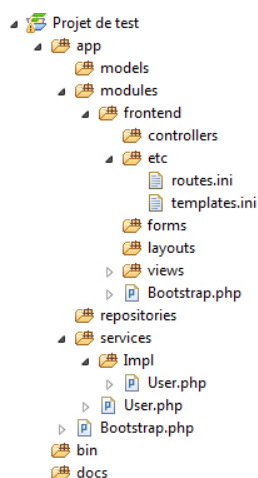 Projet de test
app
models
modules
frontend
controllers
etc
routes.ini
templates.ini
forms
layouts
views
Bootstrap.php
repositories
services
Impl
User.php
User.php
Bootstrap.php
bin
docs